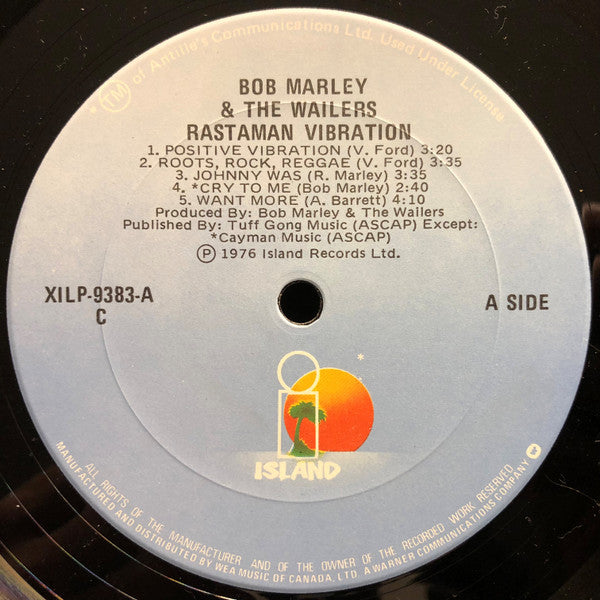 * TM of Antille's Communications Ltd. Used Under License
BOB MARLEY
& THE WAILERS
RASTAMAN VIBRATION
1. POSITIVE VIBRATION (V. Ford) 3:20
2. ROOTS, ROCK, REGGAE (V. Ford) 3:35
3. JOHNNY WAS (R. Marley) 3:35
4. *CRY TO ME (Bob Marley) 2:40
5. WANT MORE (A. Barrett) 4:10
Produced By: Bob Marley & The Wailers
Published By: Tuff Gong Music (ASCAP) Except:
*Cayman Music (ASCAP)
Ⓟ 1976 Island Records Ltd.
XILP-9383-A
C
A SIDE
*
i
ISLAND
ALL RIGHTS OF THE MANUFACTURER AND OF THE OWNER OF THE RECORDED WORK RESERVED
MANUFACTURED AND DISTRIBUTED BY WEA MUSIC OF CANADA, LTD. A WARNER COMMUNICATIONS COMPANY